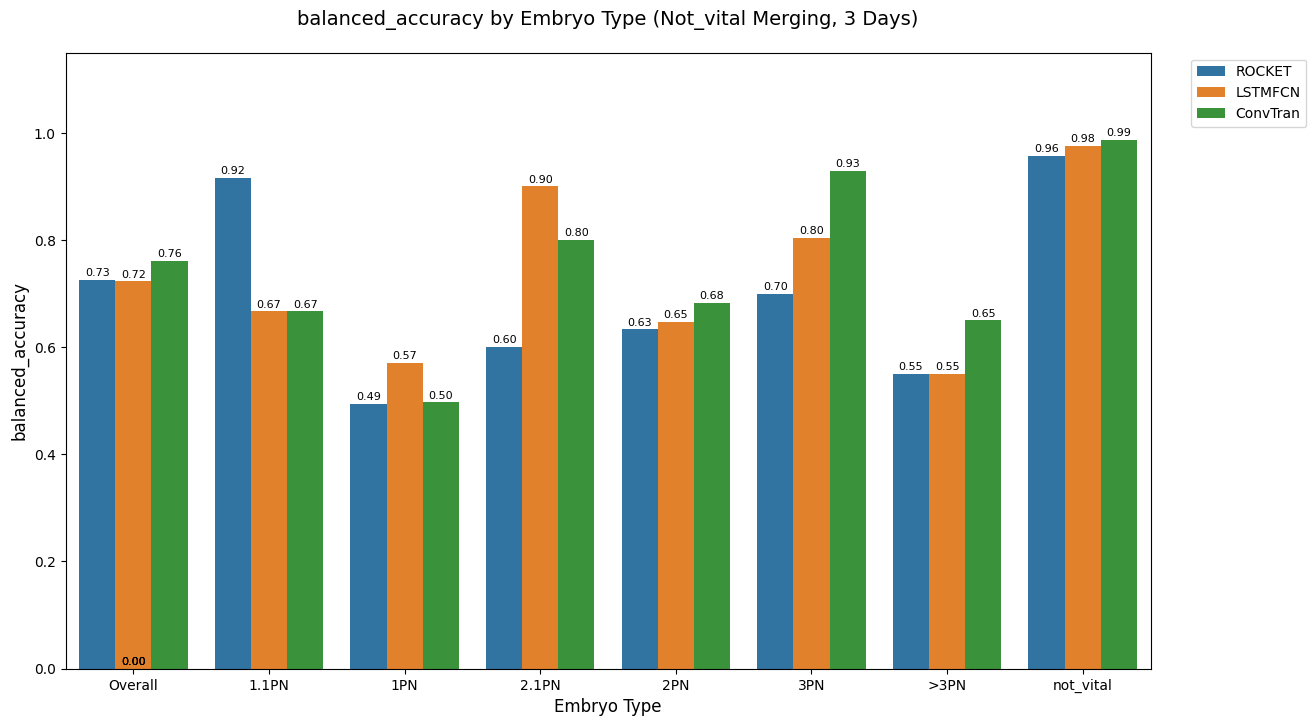 balanced_accuracy by Embryo Type (Not_vital Merging, 3 Days)
ROCKET
LSTMFCN
ConvTran
balanced_accuracy
1.0
0.8
0.6
0.4
0.2
0.0
0.73
0.72
0.76
0.00
0.92
0.67
0.67
0.49
0.57
0.50
0.60
0.90
0.80
0.63
0.65
0.68
0.70
0.80
0.93
0.55
0.55
0.65
0.96
0.98
0.99
Overall
1.1PN
1PN
2.1PN
2PN
3PN
>3PN
not_vital
Embryo Type